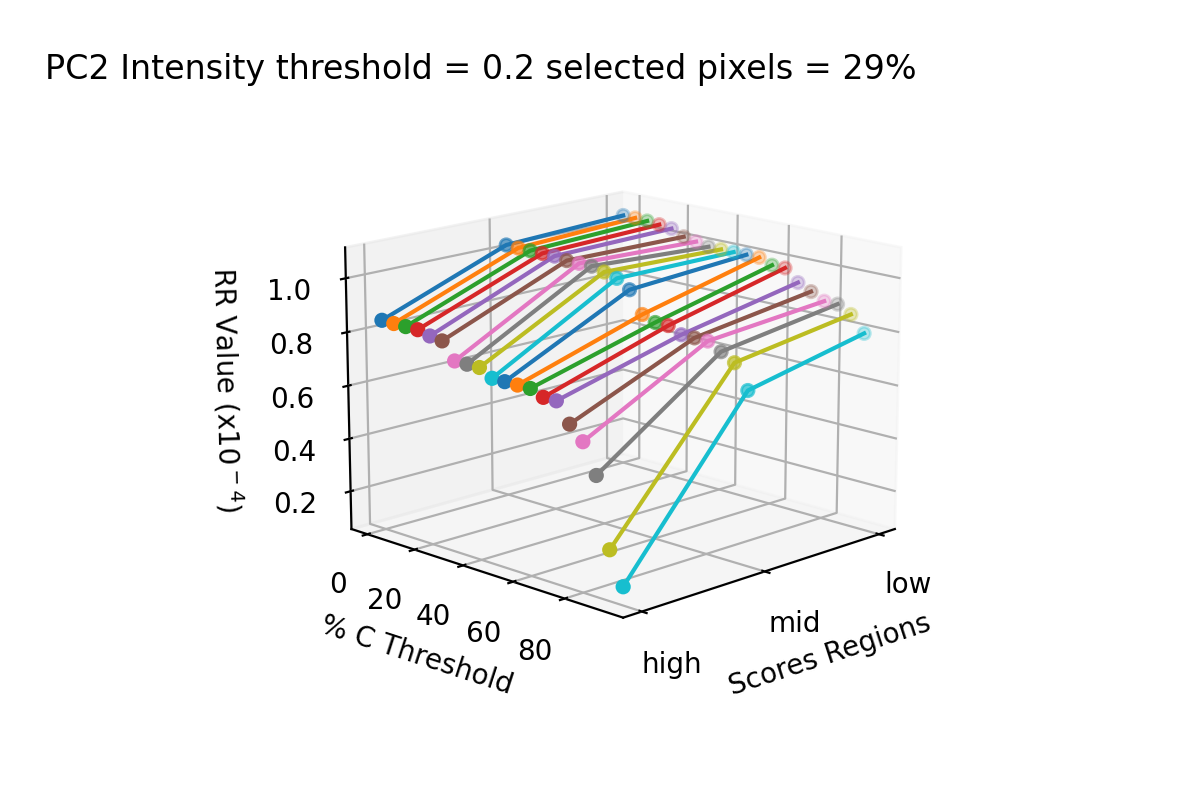 PC2 Intensity threshold = 0.2 selected pixels = 29%
RR Value (x10⁻⁴)
1.0
0.8
0.6
0.4
0.2
0
20
40
60
80
% C Threshold
high
mid
low
Scores Regions